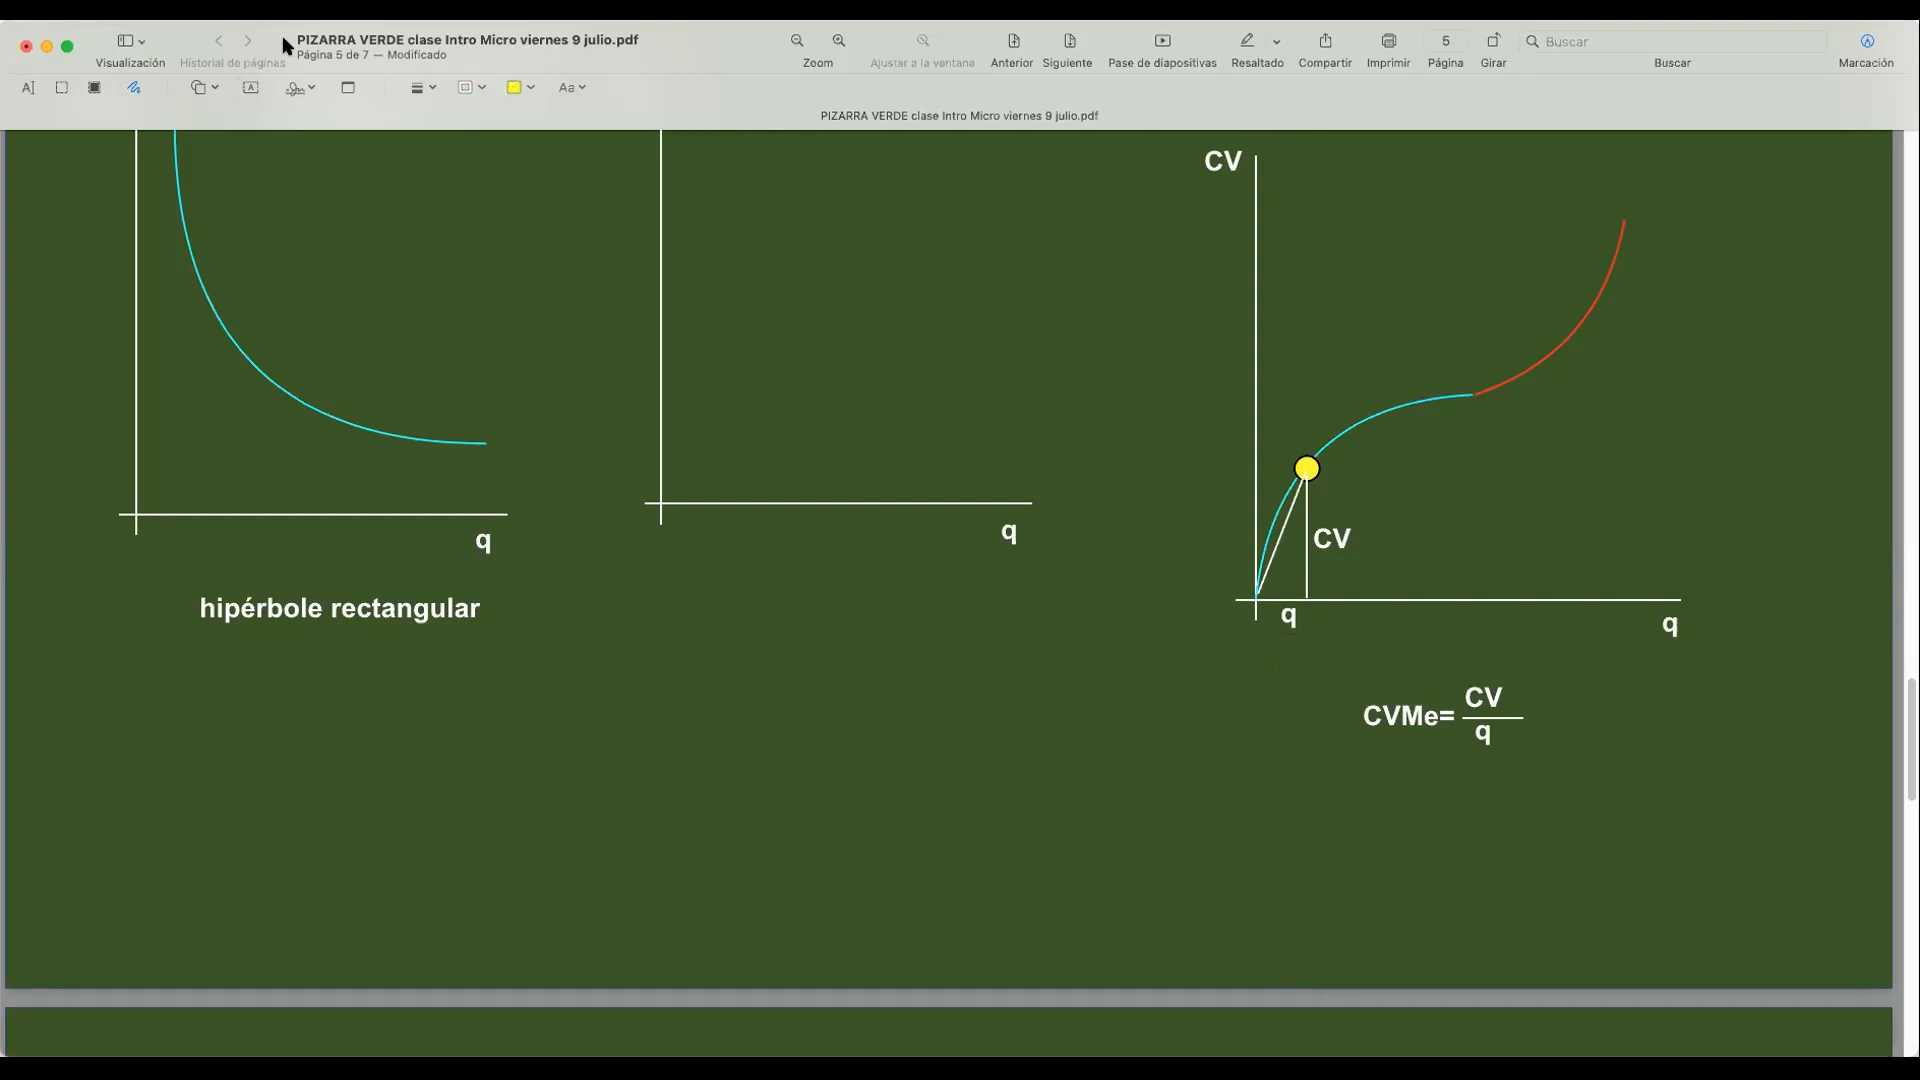 PIZARRA VERDE clase Intro Micro viernes 9 julio.pdf
Página 5 de 7 — Modificado
Visualización
Historial de páginas
Zoom
Ajustar a la ventana
Anterior
Siguiente
Pase de diapositivas
Resaltado
Compartir
Imprimir
5
Página
Girar
Buscar
Buscar
Marcación
A
Aa
PIZARRA VERDE clase Intro Micro viernes 9 julio.pdf
CV
CV
q
q
q
q
hipérbole rectangular
CVMe= CV
q